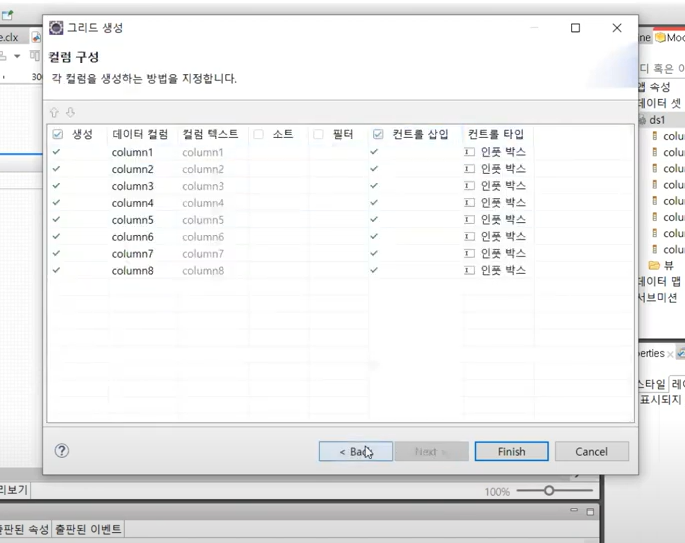 그리드 생성
컬럼 구성
각 컬럼을 생성하는 방법을 지정합니다.
생성 데이터 컬럼 컬럼 텍스트 소트 필터 컨트롤 삽입 컨트롤 타입
column1 column1 인풋 박스
column2 column2 인풋 박스
column3 column3 인풋 박스
column4 column4 인풋 박스
column5 column5 인풋 박스
column6 column6 인풋 박스
column7 column7 인풋 박스
column8 column8 인풋 박스
< Back Next > Finish Cancel
e.clx
300
ne Mod
디 혹은
앱 속성
데이터 셋
ds1
colu
colu
colu
colu
colu
colu
colu
colu
뷰
데이터 맵
서브미션
erties
스타일 레
표시되지
리보기
100%
출판된 속성 출판된 이벤트